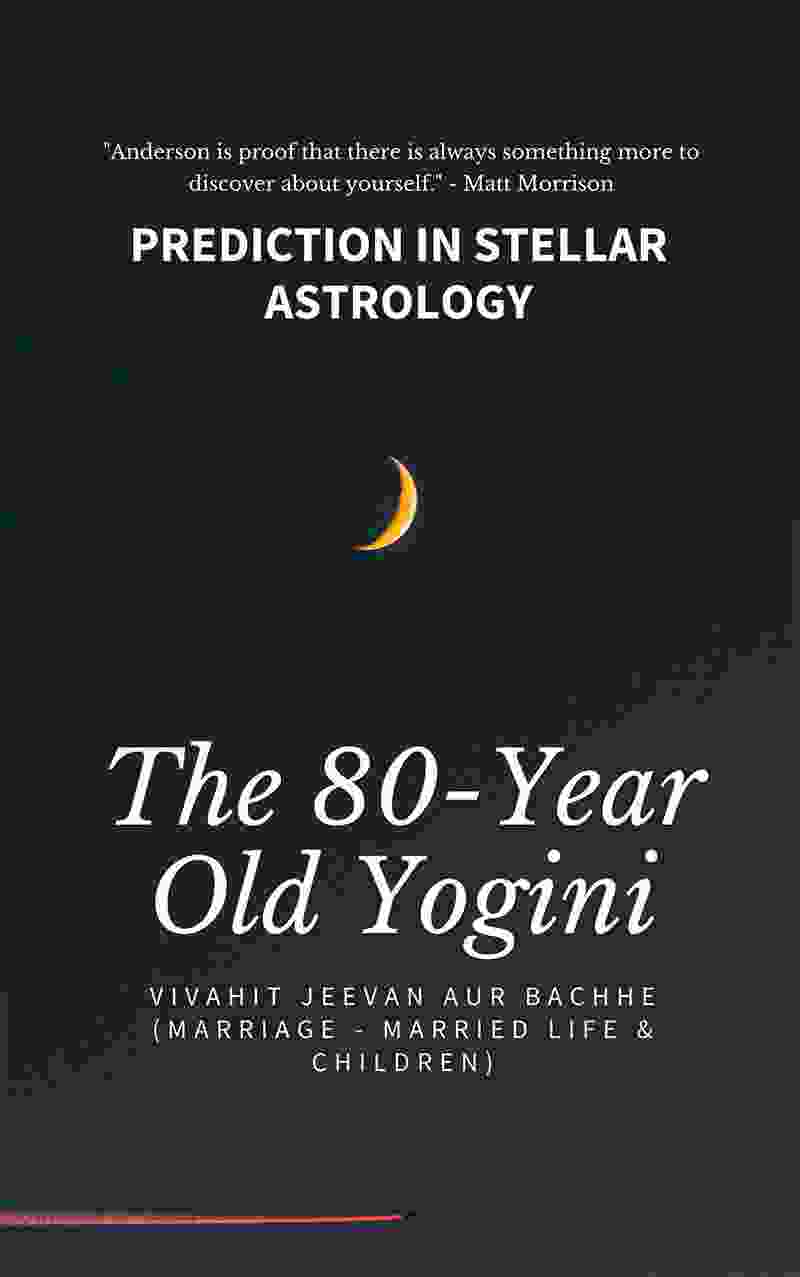 "Anderson is proof that there is always something more to
discover about yourself." - Matt Morrison
PREDICTION IN STELLAR
ASTROLOGY
The 80-Year
Old Yogini
VIVAHIT JEEVAN AUR BACHHE
(MARRIAGE - MARRIED LIFE &
CHILDREN)